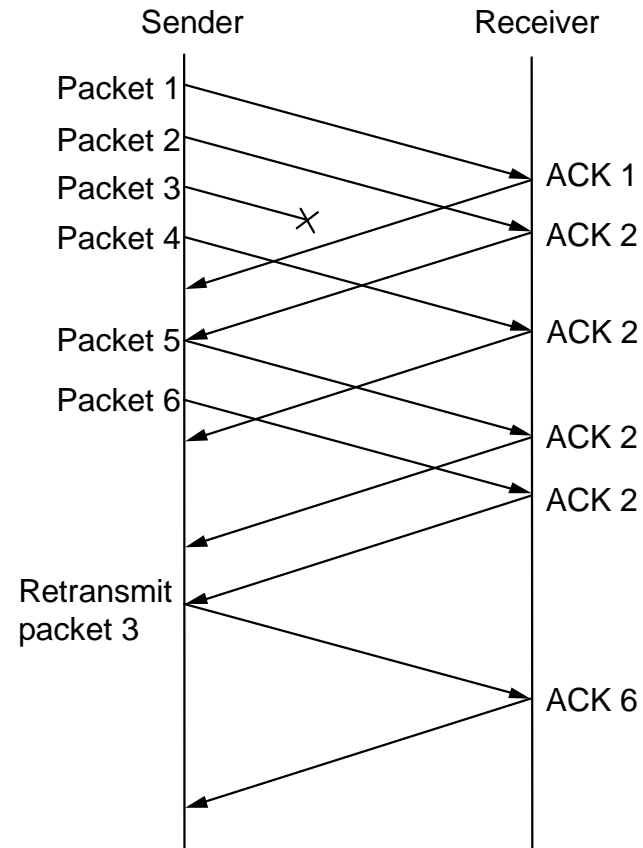 Sender
Receiver
Packet 1
Packet 2
ACK 1
Packet 3
ACK 2
Packet 4
ACK 2
Packet 5
Packet 6
ACK 2
ACK 2
Retransmit
packet 3
ACK 6